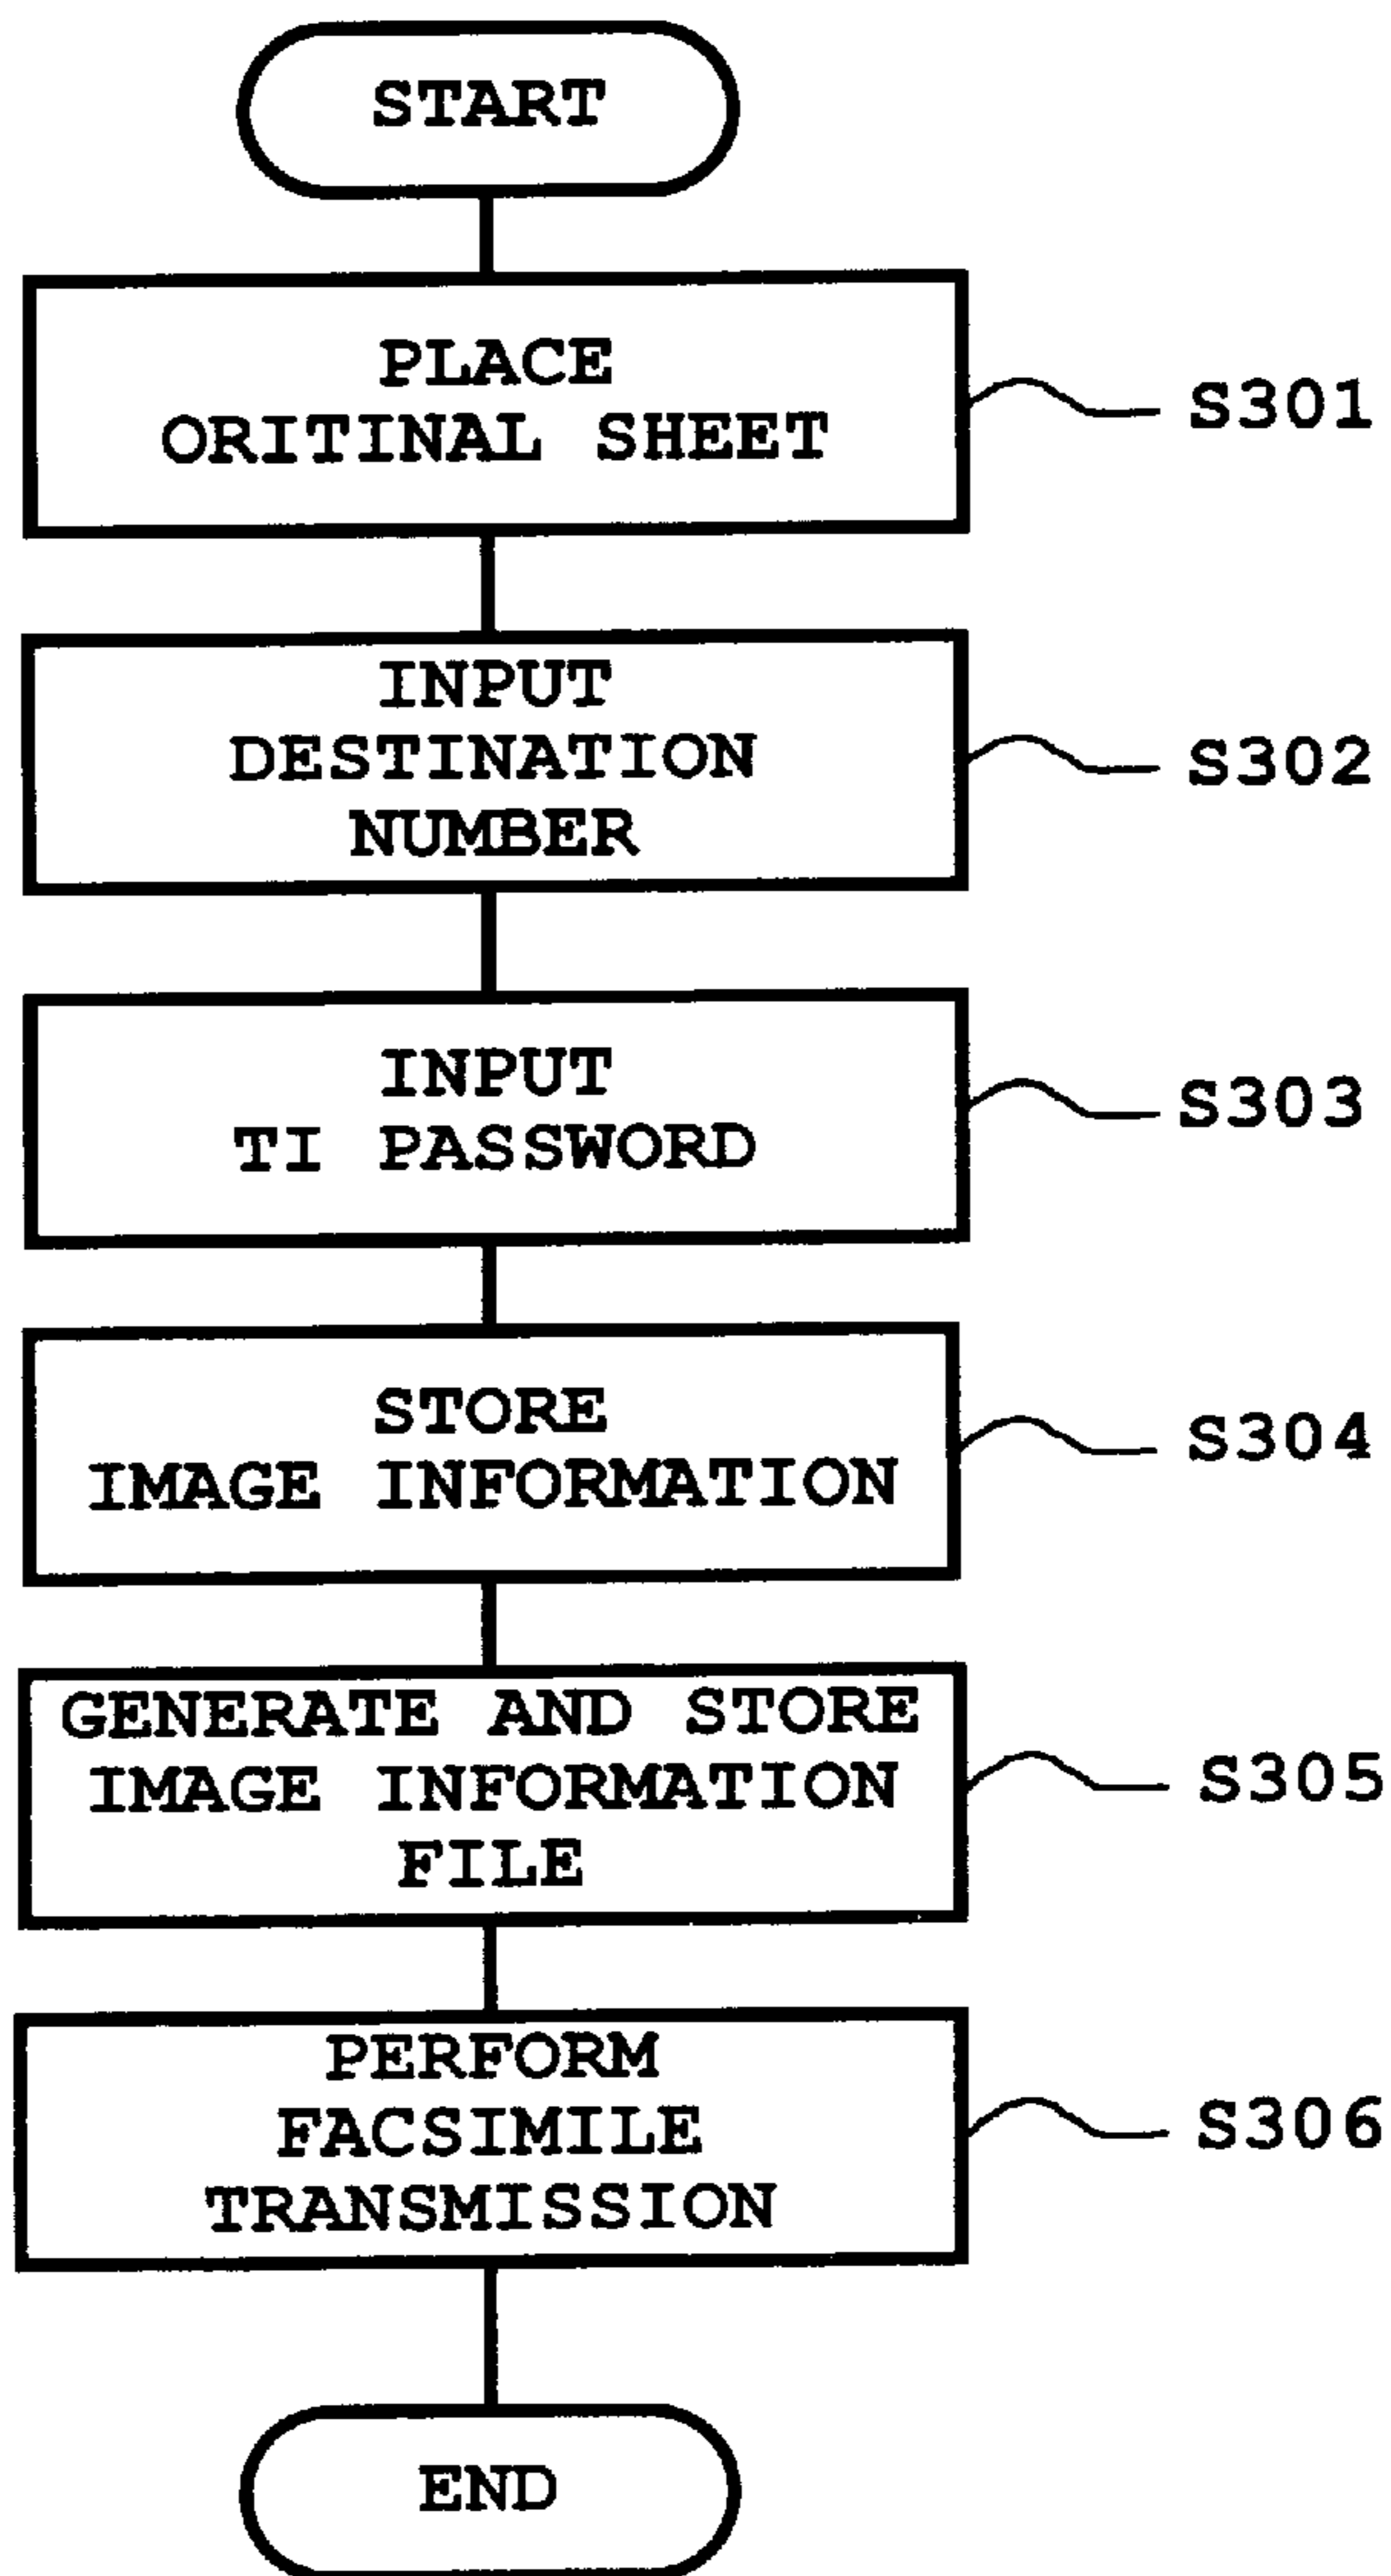 START
PLACE
ORITINAL SHEET
S301
INPUT
DESTINATION
NUMBER
S302
INPUT
TI PASSWORD
S303
STORE
IMAGE INFORMATION
S304
GENERATE AND STORE
IMAGE INFORMATION
FILE
S305
PERFORM
FACSIMILE
TRANSMISSION
S306
END